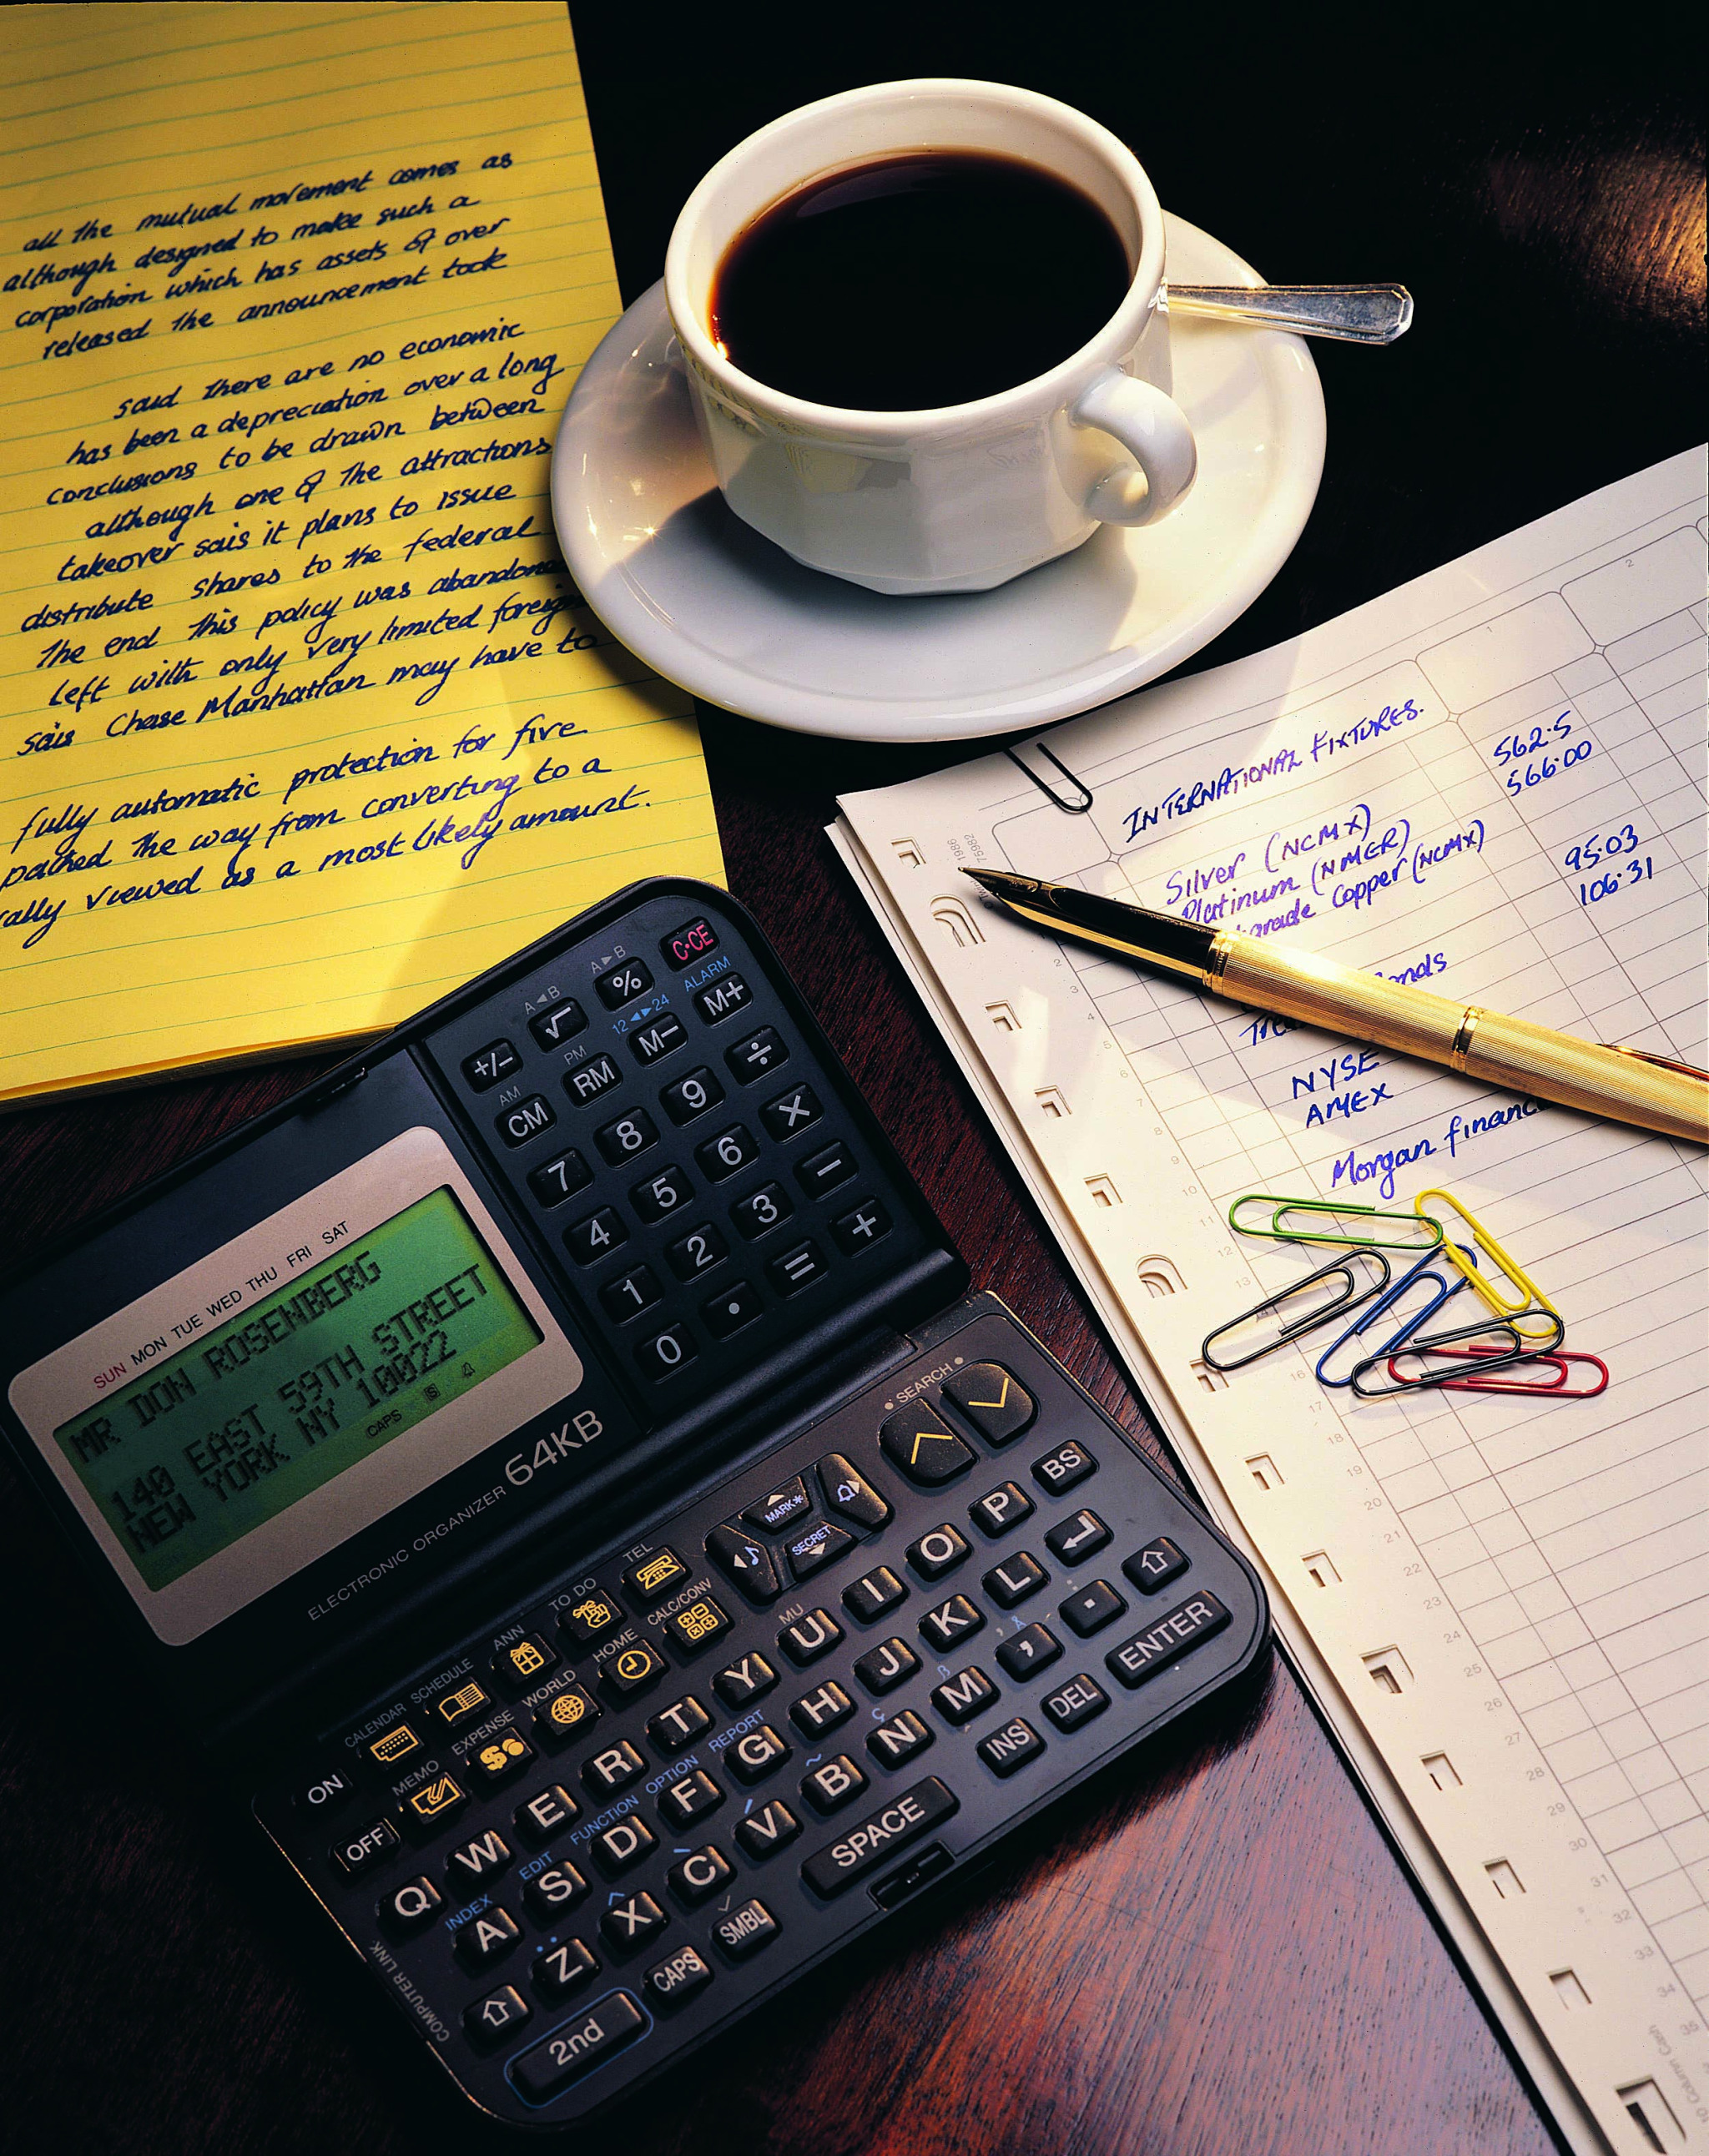 all the mutual movement comes as
although designed to make such a
corporation which has assets of over
released the announcement took
said there are no economic
has been a depreciation over a long
conclusions to be drawn between
although one of the attractions
takeover sais it plans to issue
distribute shares to the federal
the end this policy was abandone
left with only very limited foreign
sais Chase Manhattan may have to
fully automatic protection for five
pathed the way from converting to a
rally viewed as a most likely amount.
INTERNATIONAL FIXTURES.
Silver (NCMX) 562.5
Platinum (NMER) 566.00
grade copper (NCMX)
95.03
106.31
onds
NYSE
AMEX
Morgan financ
1 2
1986
75982
1 2 3 4 5 6 7 8 9 10 11 12 13 16 17 18 19 20 21 22 23 24 25 26 27 28 29 30 31 32 33 34 35
10 Column Cash
SUN MON TUE WED THU FRI SAT
MR DON ROSENBERG
140 EAST 59TH STREET
NEW YORK NY 10022
CAPS S
ELECTRONIC ORGANIZER 64KB
A◄B A►B
+/- √ % C·CE
AM PM 12◄►24 ALARM
CM RM M− M+
7 8 9 ÷
4 5 6 ×
1 2 3 −
0 · = +
SEARCH
MARK*
SECRET
CALENDAR SCHEDULE ANN TO DO TEL
MEMO EXPENSE WORLD HOME CALC/CONV
ON
OFF
MU
Q W E R T Y U I O P BS
INDEX EDIT FUNCTION OPTION REPORT
A S D F G H J K L
Z X C V B N M , .
CAPS SMBL SPACE INS DEL ENTER
2nd
COMPUTER LINK